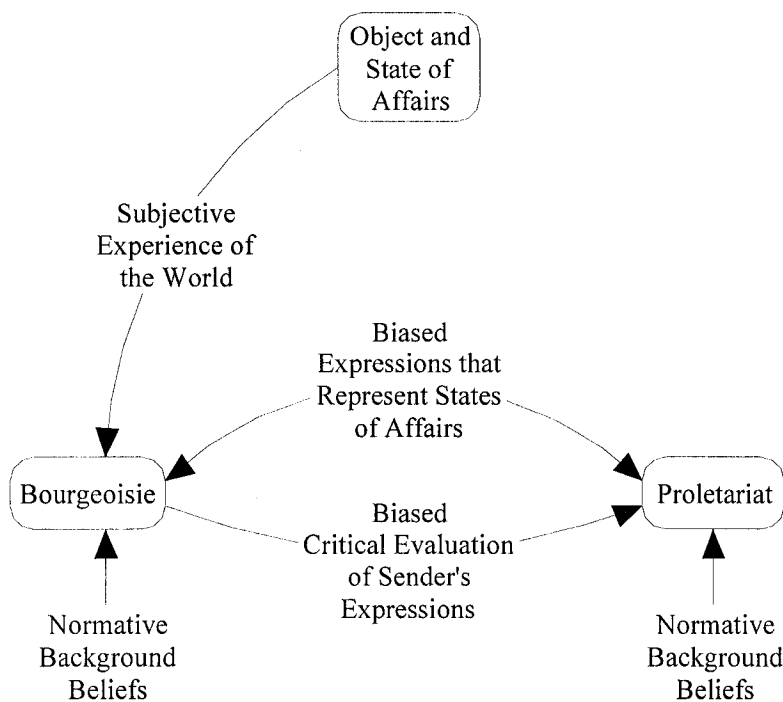 Object and
State of
Affairs
Subjective
Experience of
the World
Biased
Expressions that
Represent States
of Affairs
Bourgeoisie
Proletariat
Biased
Critical Evaluation
of Sender's
Expressions
Normative
Background
Beliefs
Normative
Background
Beliefs